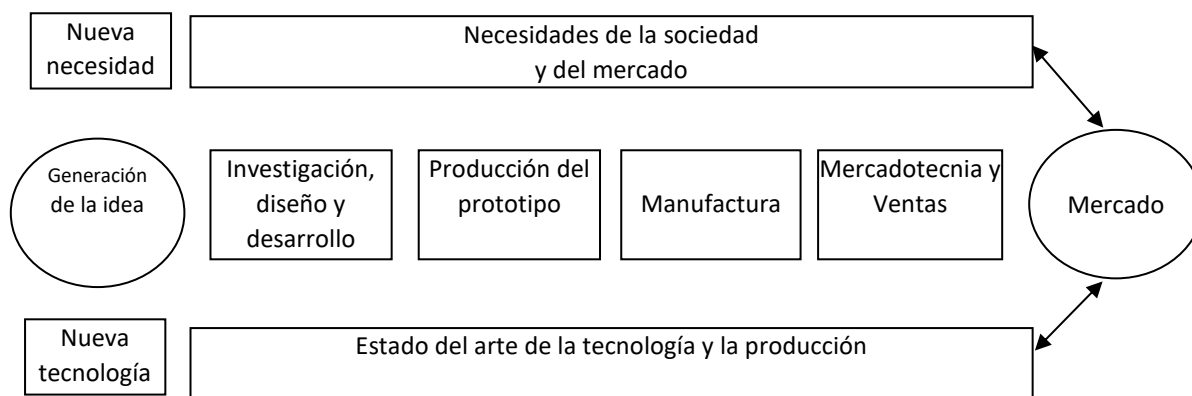 Nueva
necesidad
Necesidades de la sociedad
y del mercado
Generación
de la idea
Investigación,
diseño y
desarrollo
Producción del
prototipo
Manufactura
Mercadotecnia y
Ventas
Mercado
Nueva
tecnología
Estado del arte de la tecnología y la producción